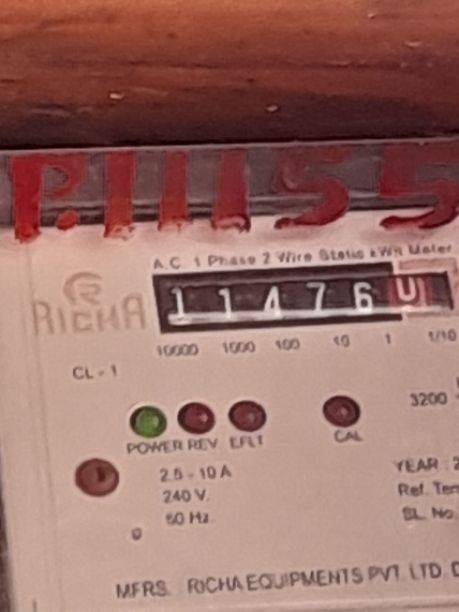 P.III55
A.C. 1 Phase 2 Wire Static kWh Meter
RICHA
1 1 4 7 6
10000 1000 100 10 1 1/10
CL - 1
3200
POWER REV EFLT CAL
2.5 - 10 A
240 V.
50 Hz.
YEAR
Ref. Tem
SL. No.
MFRS. RICHA EQUIPMENTS PVT. LTD.